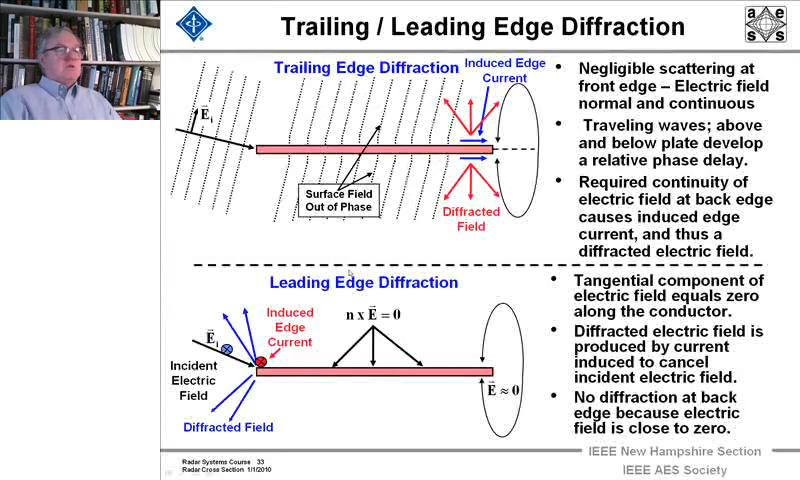 Trailing / Leading Edge Diffraction
a e
s s
Trailing Edge Diffraction
Induced Edge
Current
E i
Surface Field
Out of Phase
Diffracted
Field
• Negligible scattering at
front edge – Electric field
normal and continuous
• Traveling waves; above
and below plate develop
a relative phase delay.
• Required continuity of
electric field at back edge
causes induced edge
current, and thus a
diffracted electric field.
Leading Edge Diffraction
Induced
Edge
Current
n x E = 0
E i
Incident
Electric
Field
Diffracted Field
E ≈ 0
• Tangential component of
electric field equals zero
along the conductor.
• Diffracted electric field is
produced by current
induced to cancel
incident electric field.
• No diffraction at back
edge because electric
field is close to zero.
Radar Systems Course 33
Radar Cross Section 1/1/2010
IEEE New Hampshire Section
IEEE AES Society